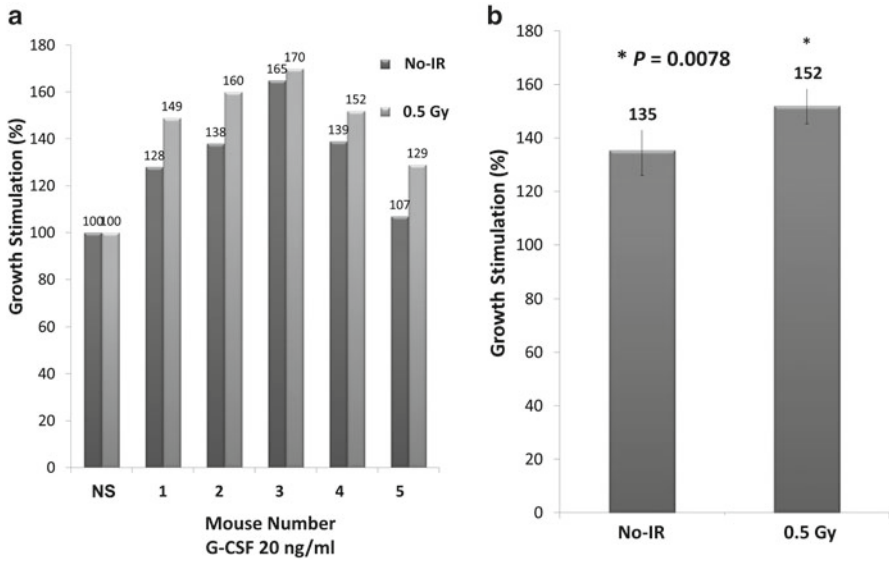 a
180
160
140
120
100
80
60
40
20
0
Growth Stimulation (%)
100 100
128 149
138 160
165 170
139 152
107 129
No-IR
0.5 Gy
NS 1 2 3 4 5
Mouse Number
G-CSF 20 ng/ml
b
180
160
140
120
100
80
60
40
20
0
Growth Stimulation (%)
* P = 0.0078
*
135
152
No-IR 0.5 Gy